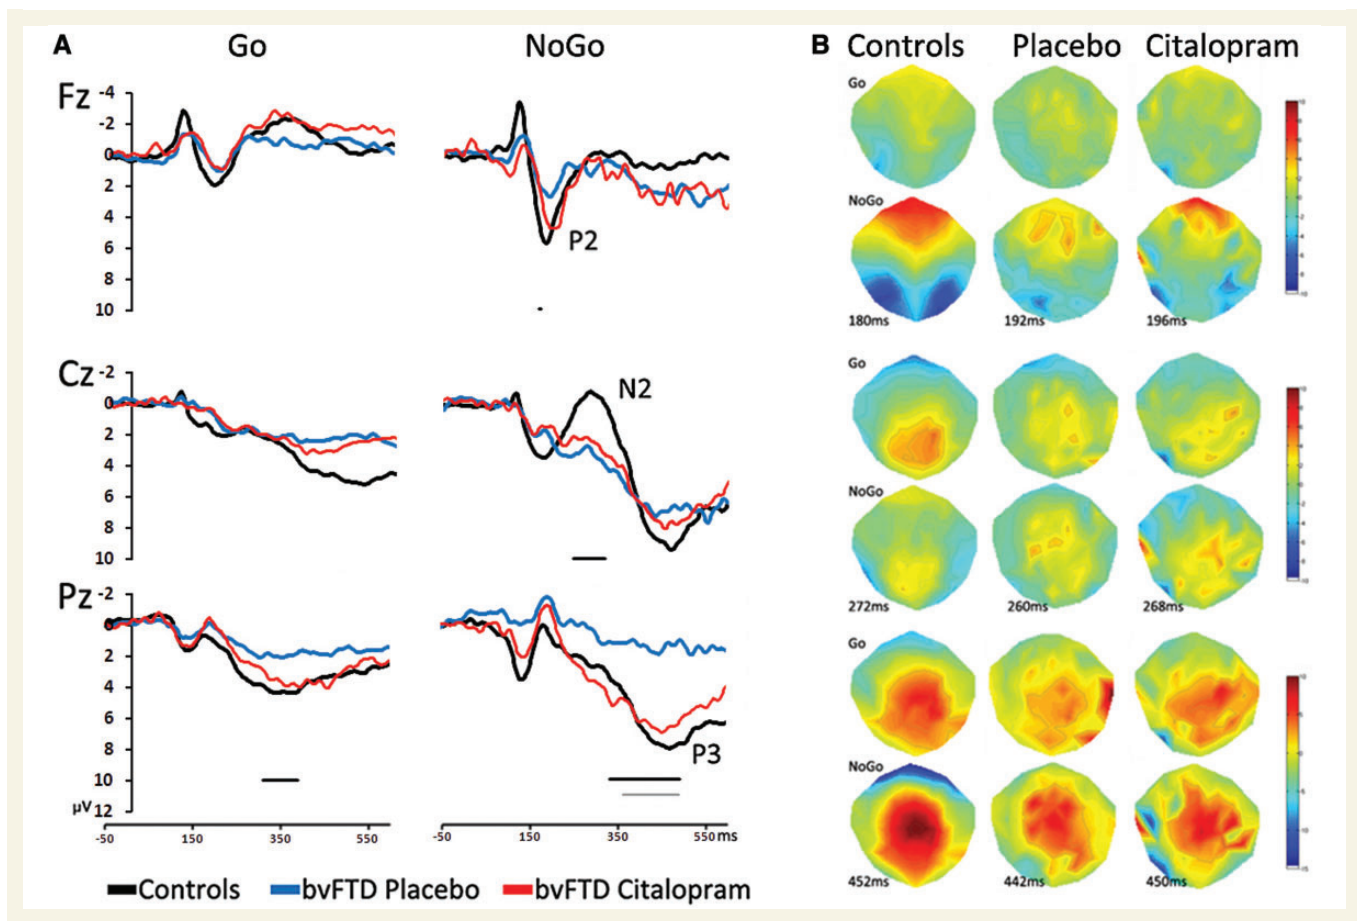 A Go NoGo
Fz -4
-2
0
2
4
6
8
10
P2
Cz -2
0
2
4
6
8
10
N2
Pz -2
0
2
4
6
8
10
µV 12
P3
-50 150 350 550 -50 150 350 550 ms
Controls bvFTD Placebo bvFTD Citalopram
B Controls Placebo Citalopram
Go
NoGo
180ms 192ms 196ms
Go
NoGo
272ms 260ms 268ms
Go
NoGo
452ms 442ms 450ms